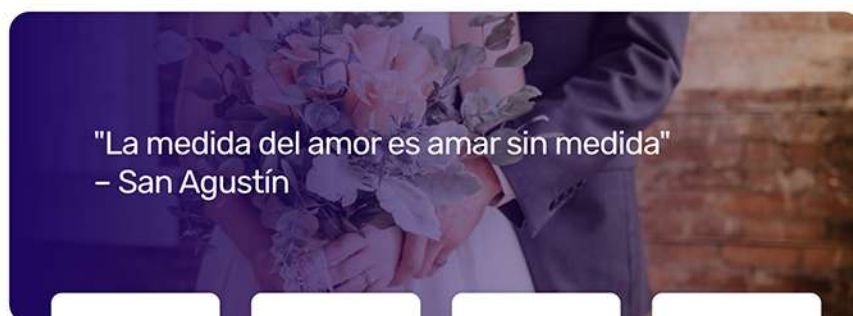 "La medida del amor es amar sin medida"
– San Agustín